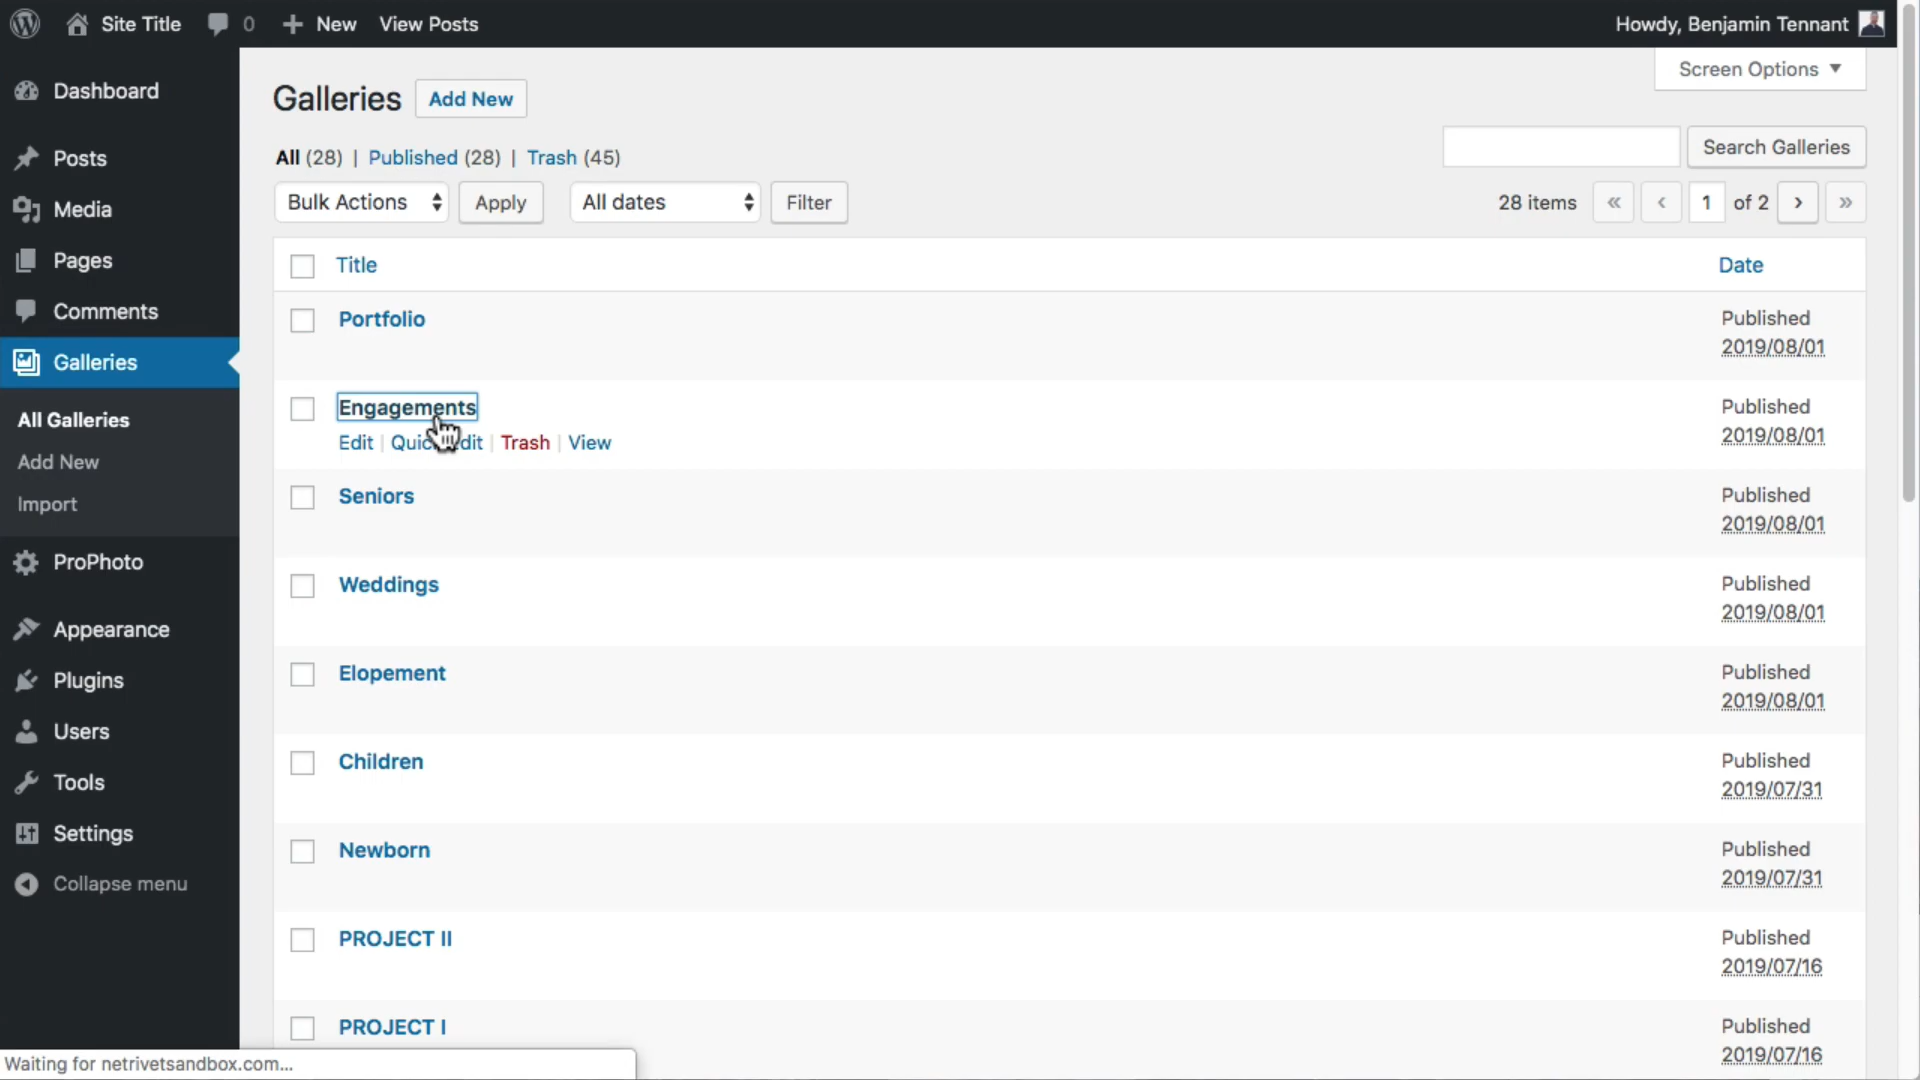 Site Title 0 New View Posts Howdy, Benjamin Tennant
Screen Options
Dashboard
Posts
Media
Pages
Comments
Galleries
All Galleries
Add New
Import
ProPhoto
Appearance
Plugins
Users
Tools
Settings
Collapse menu
Galleries Add New
All (28) | Published (28) | Trash (45)
Search Galleries
Bulk Actions Apply All dates Filter 28 items « ‹ 1 of 2 › »
Title Date
Portfolio Published
2019/08/01
Engagements Published
2019/08/01
Edit | Trash | View
Seniors Published
2019/08/01
Weddings Published
2019/08/01
Elopement Published
2019/08/01
Children Published
2019/07/31
Newborn Published
2019/07/31
PROJECT II Published
2019/07/16
PROJECT I Published
2019/07/16
Waiting for netrivetsandbox.com...